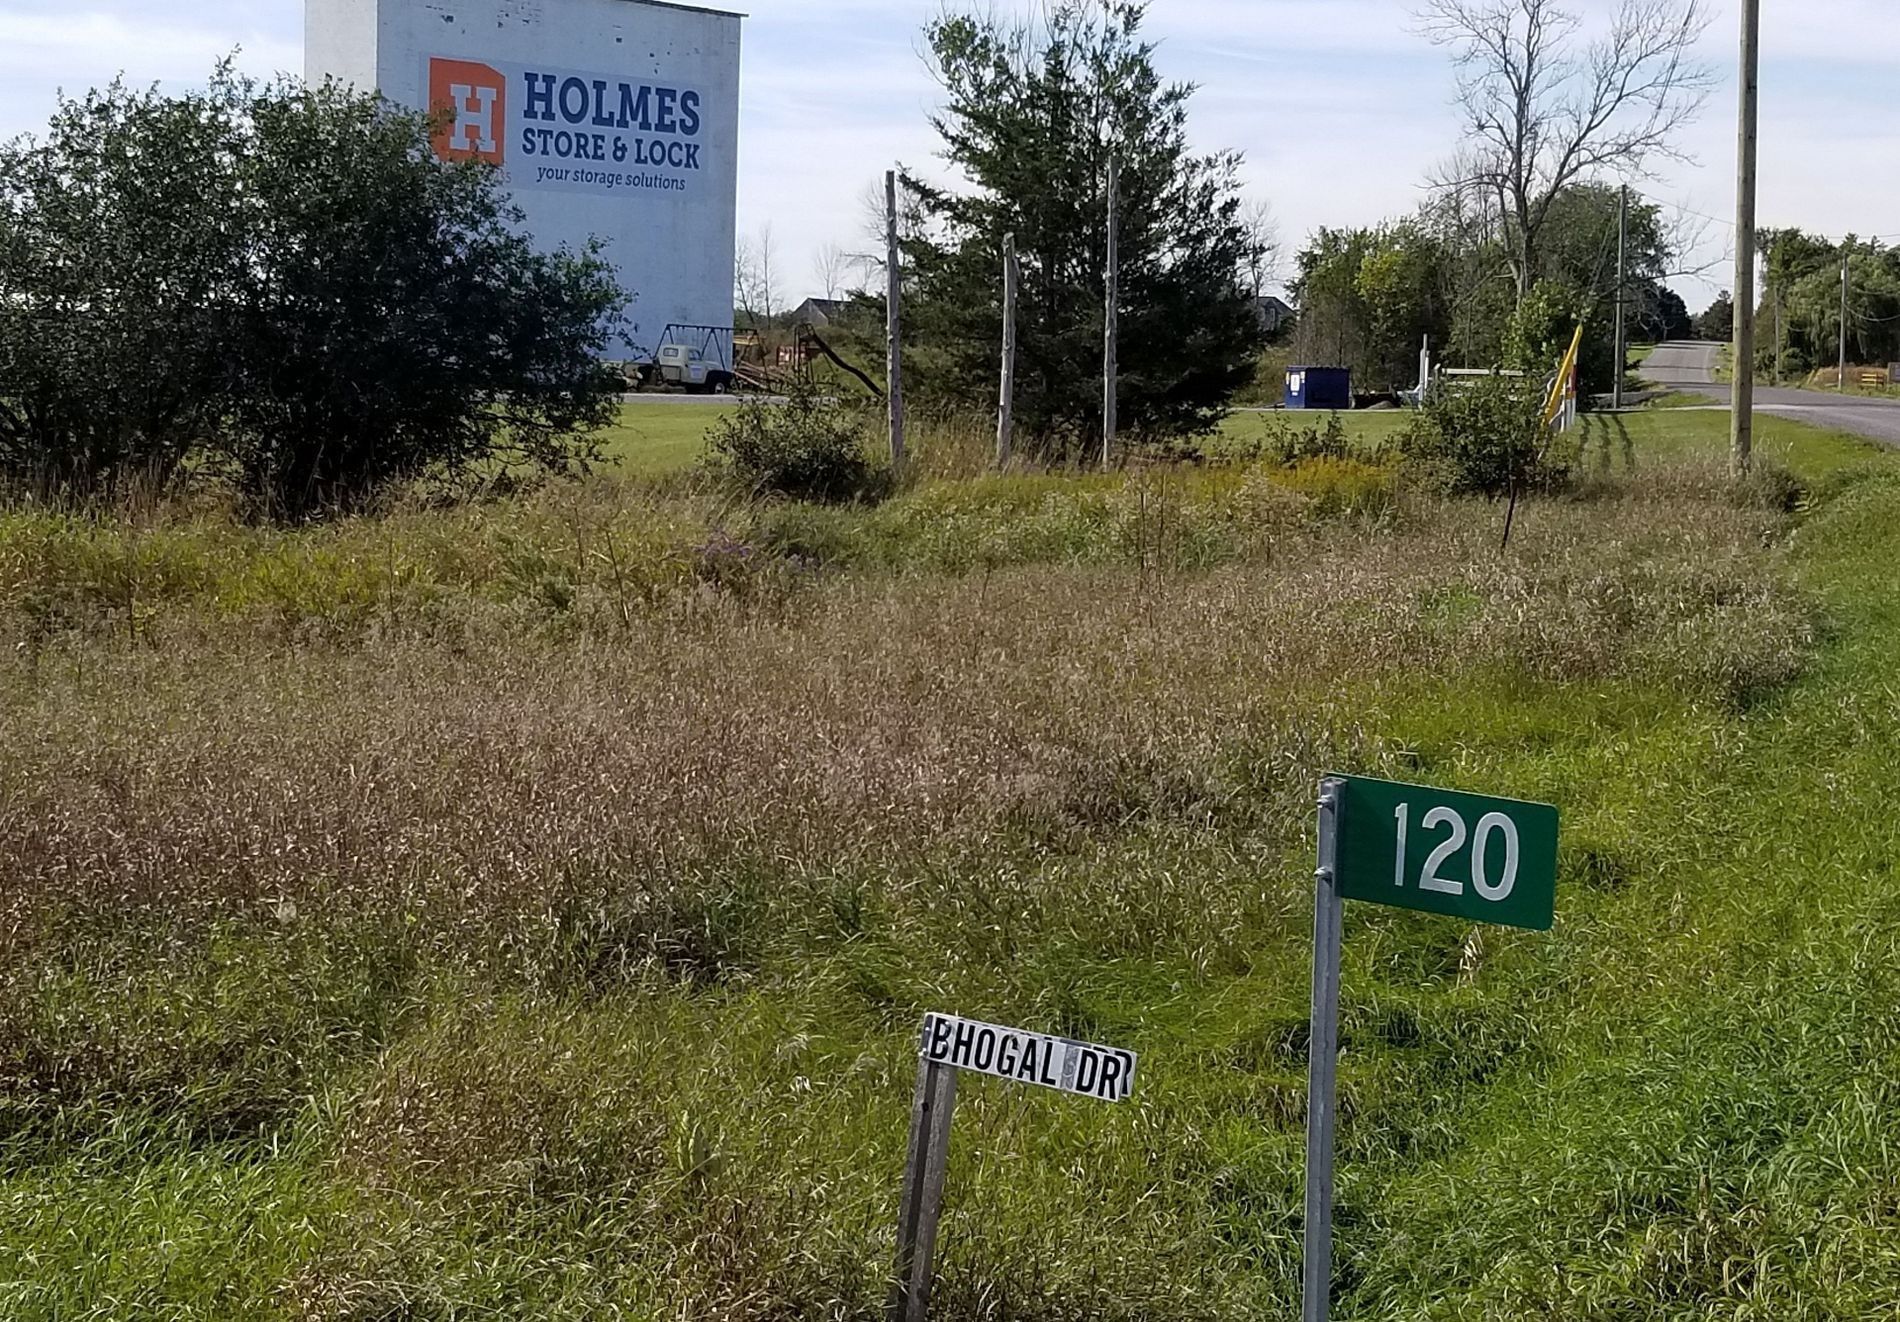 H
HOLMES
STORE & LOCK
your storage solutions
120
BHOGAL DR